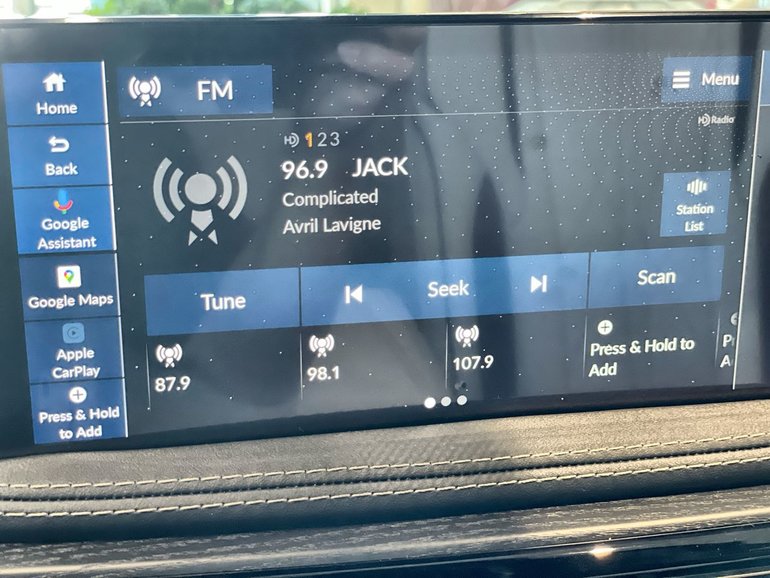 Home
Back
Google
Assistant
Google Maps
Apple
CarPlay
Press & Hold
to Add
FM
Menu
HD Radio
HD 1 2 3
96.9 JACK
Complicated
Avril Lavigne
Station
List
Tune
Seek
Scan
87.9
98.1
107.9
Press & Hold to
Add